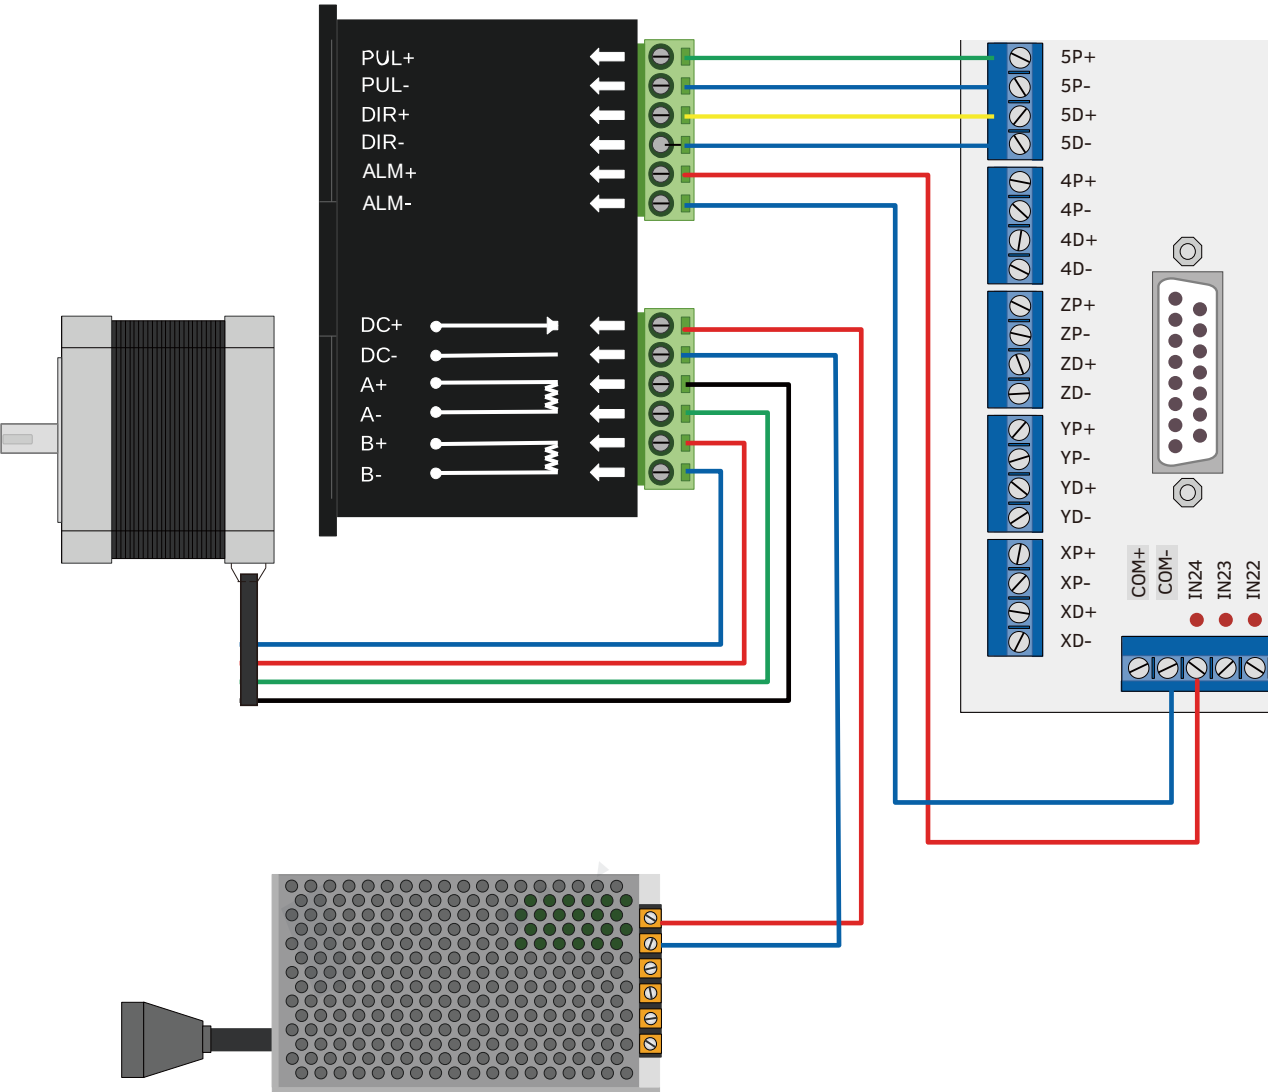 PUL+
PUL-
DIR+
DIR-
ALM+
ALM-
DC+
DC-
A+
A-
B+
B-
5P+
5P-
5D+
5D-
4P+
4P-
4D+
4D-
ZP+
ZP-
ZD+
ZD-
YP+
YP-
YD+
YD-
XP+
XP-
XD+
XD-
COM+
COM-
IN24
IN23
IN22